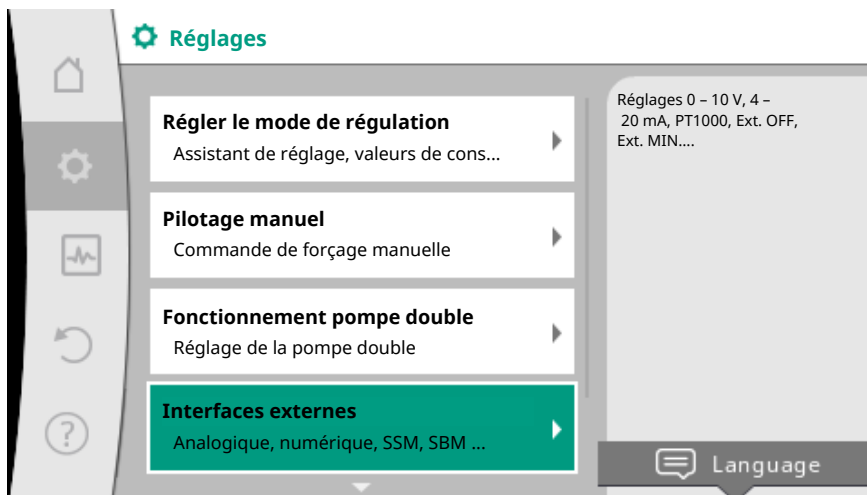 Réglages
Régler le mode de régulation
Assistant de réglage, valeurs de cons...
Pilotage manuel
Commande de forçage manuelle
Fonctionnement pompe double
Réglage de la pompe double
Interfaces externes
Analogique, numérique, SSM, SBM ...
Réglages 0 – 10 V, 4 –
20 mA, PT1000, Ext. OFF,
Ext. MIN....
Language